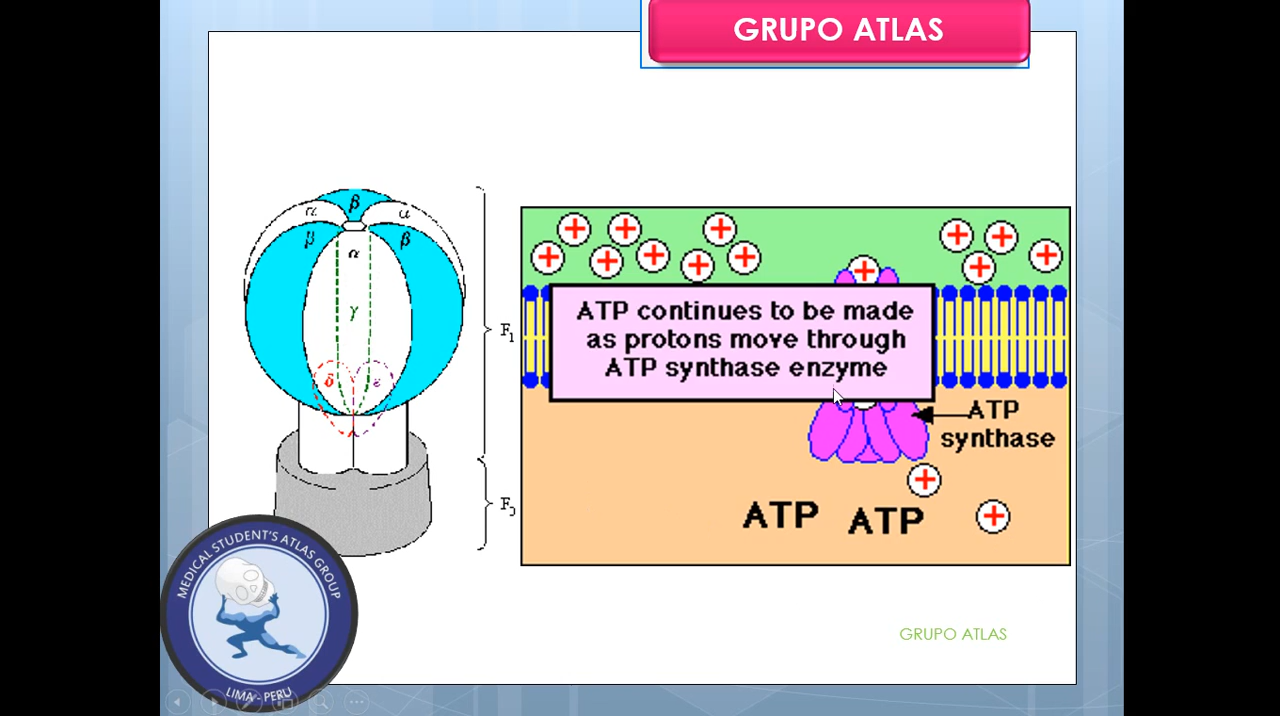 GRUPO ATLAS
β
α
α
β
β
α
γ
δ
ε
F1
F0
ATP continues to be made
as protons move through
ATP synthase enzyme
ATP
synthase
ATP ATP
MEDICAL STUDENT'S ATLAS GROUP
LIMA - PERU
GRUPO ATLAS